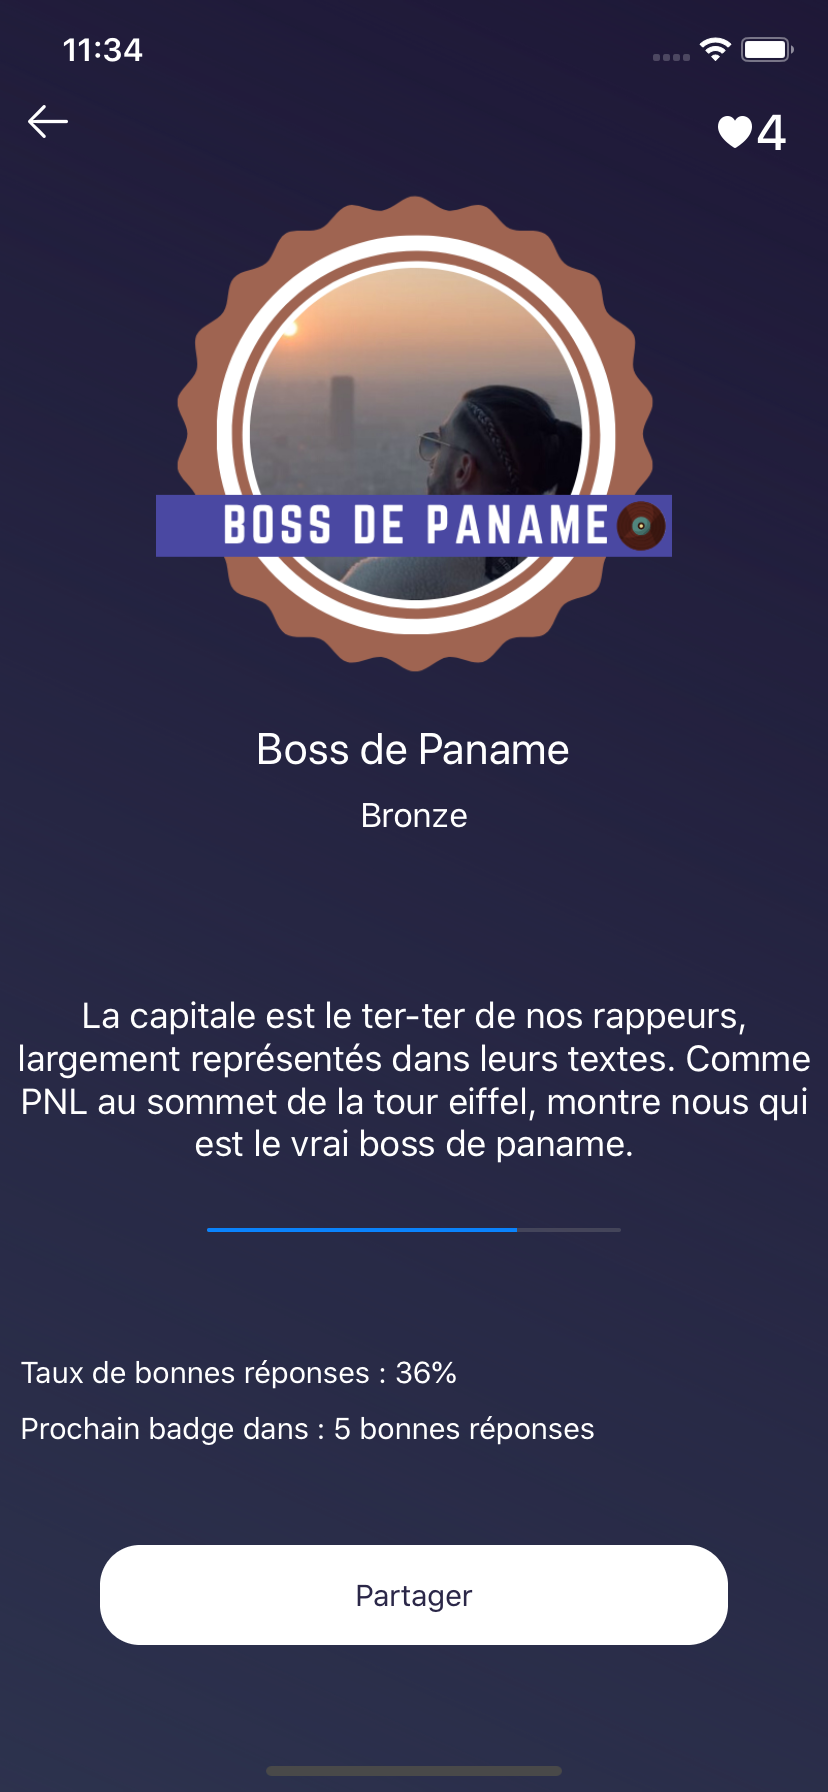 11:34
4
BOSS DE PANAME
Boss de Paname
Bronze
La capitale est le ter-ter de nos rappeurs,
largement représentés dans leurs textes. Comme
PNL au sommet de la tour eiffel, montre nous qui
est le vrai boss de paname.
Taux de bonnes réponses : 36%
Prochain badge dans : 5 bonnes réponses
Partager